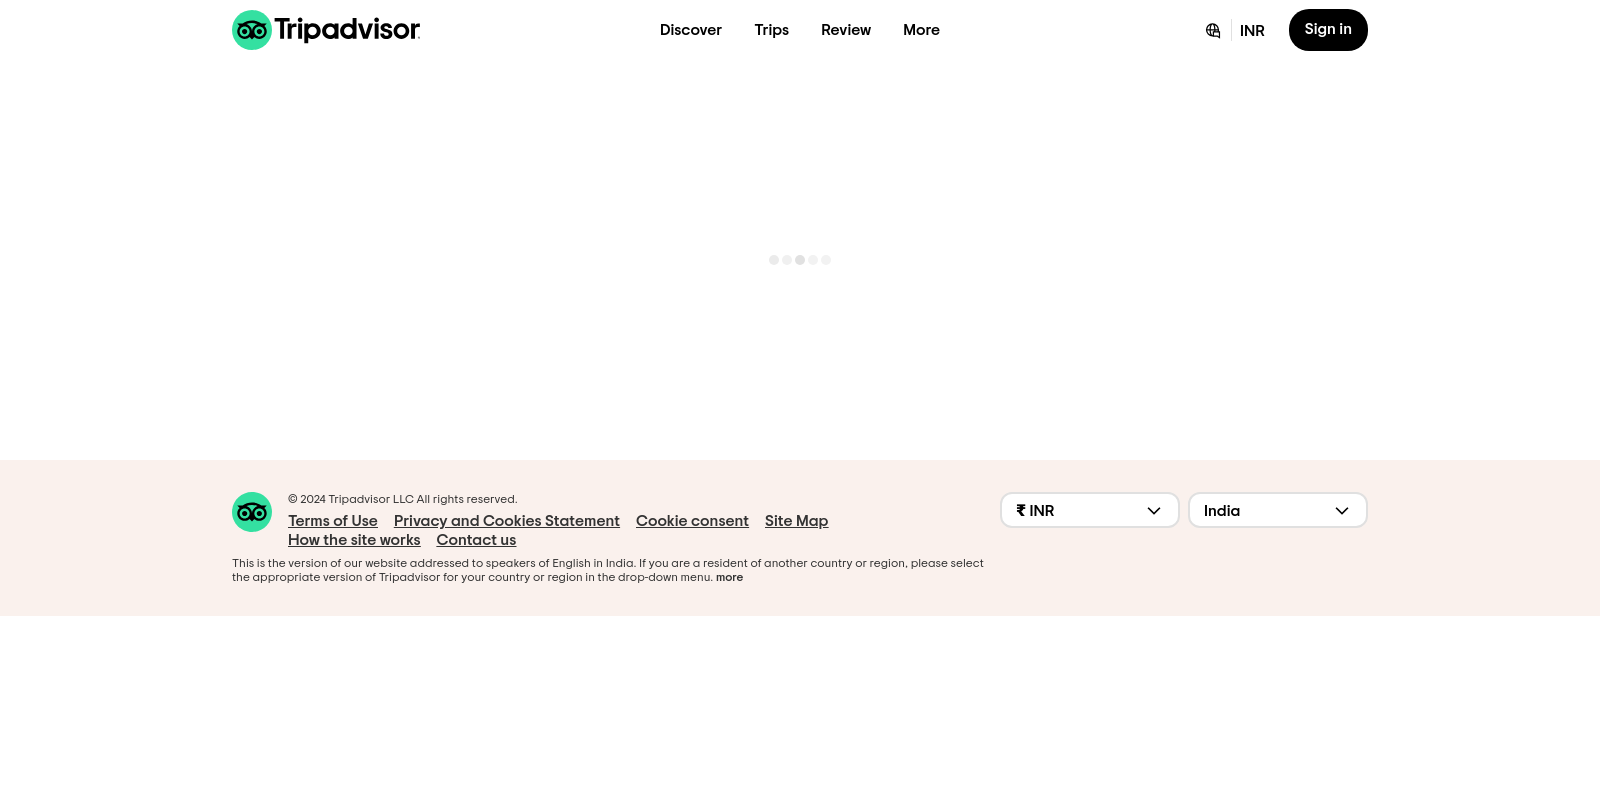 Tripadvisor
Discover Trips Review More
INR
Sign in
© 2024 Tripadvisor LLC All rights reserved.
Terms of Use Privacy and Cookies Statement Cookie consent Site Map
How the site works Contact us
₹ INR
India
This is the version of our website addressed to speakers of English in India. If you are a resident of another country or region, please select
the appropriate version of Tripadvisor for your country or region in the drop-down menu. more